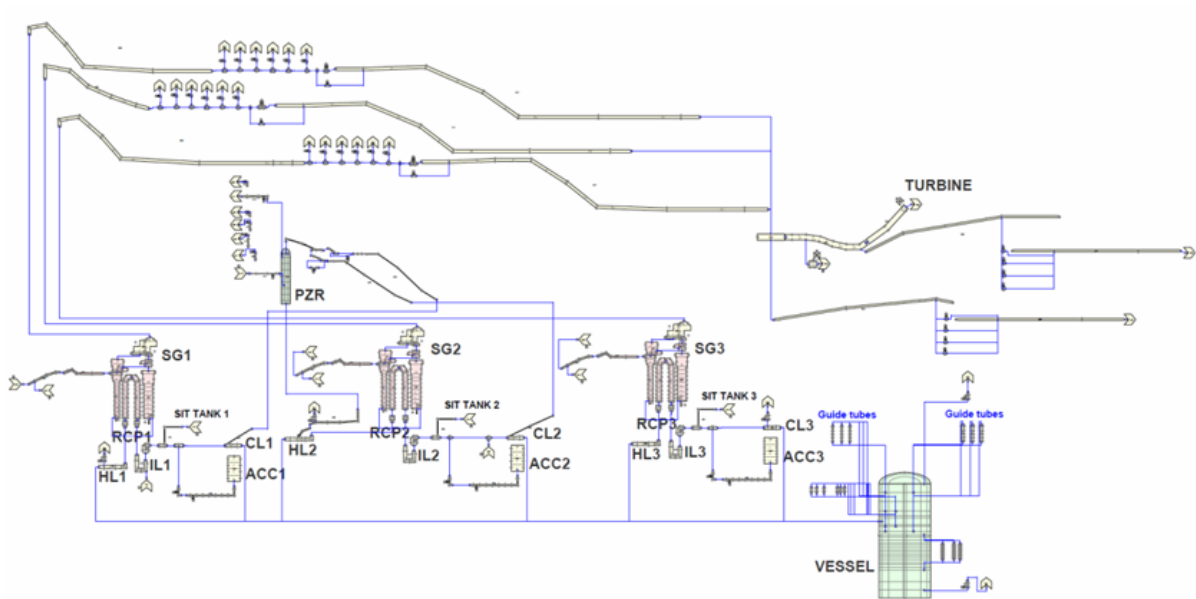 TURBINE
PZR
SG1
SG2
SG3
SIT TANK 1
SIT TANK 2
SIT TANK 3
Guide tubes
Guide tubes
RCP1
RCP2
RCP3
CL1
CL2
CL3
HL1
IL1
ACC1
HL2
IL2
ACC2
HL3
IL3
ACC3
VESSEL